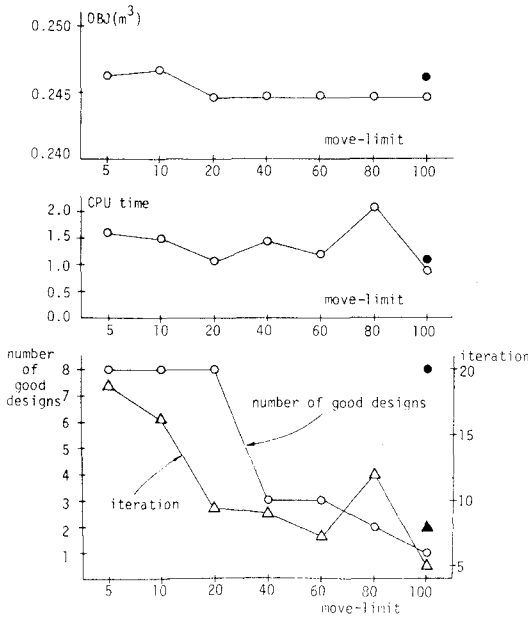 OBJ(m³)
0.250
0.245
0.240
move-limit
5 10 20 40 60 80 100
CPU time
2.0
1.5
1.0
0.5
0.0
move-limit
5 10 20 40 60 80 100
number
of
good
designs
iteration
8
7
6
5
4
3
2
1
20
15
10
5
number of good designs
iteration
5 10 20 40 60 80 100
move-limit